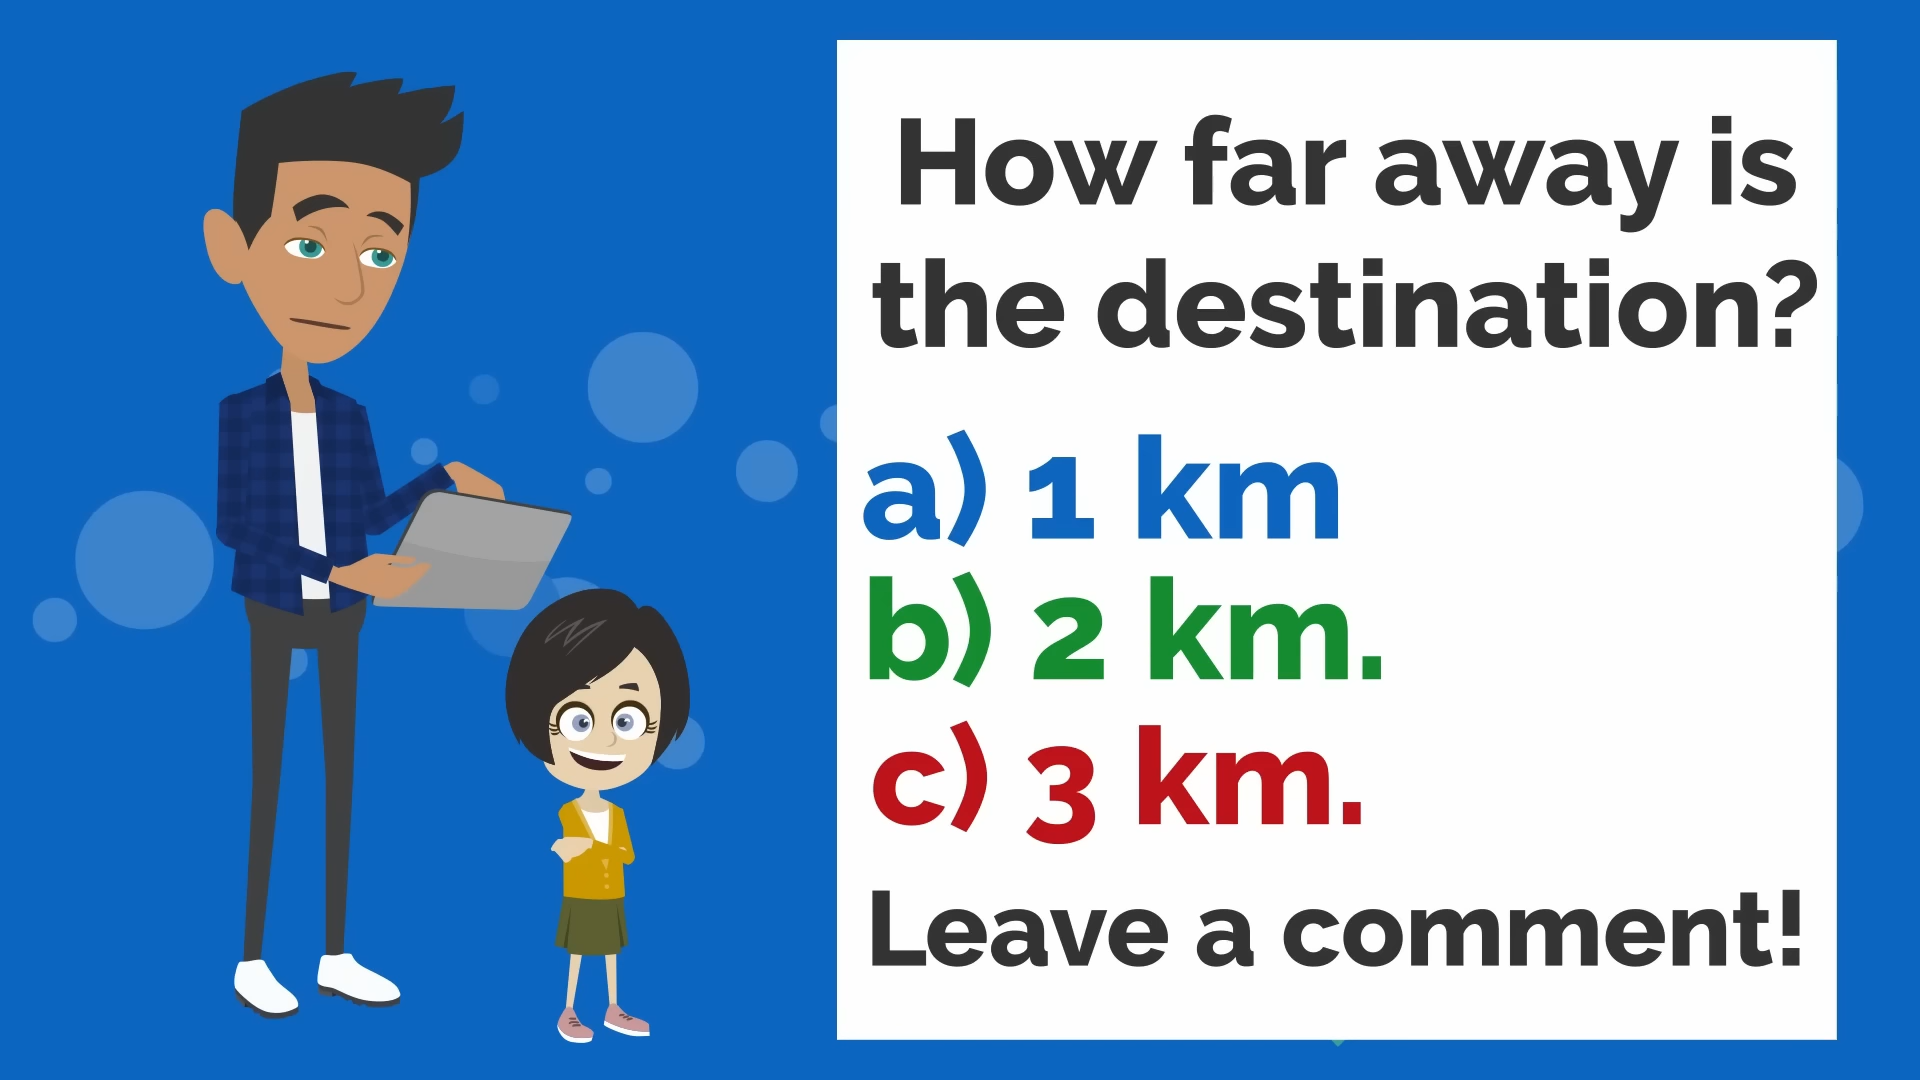 How far away is
the destination?
a) 1 km
b) 2 km.
c) 3 km.
Leave a comment!